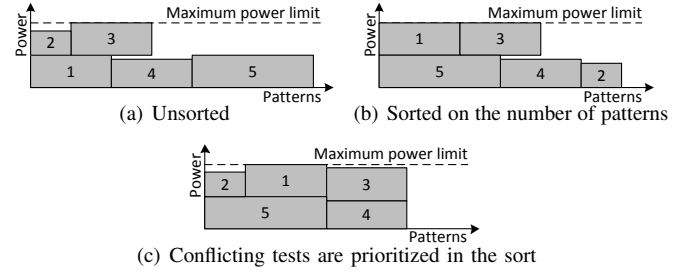 Maximum power limit
Power
2
3
1
4
5
Patterns
(a) Unsorted
Maximum power limit
Power
1
3
5
4
2
Patterns
(b) Sorted on the number of patterns
Maximum power limit
Power
2
1
3
5
4
Patterns
(c) Conflicting tests are prioritized in the sort